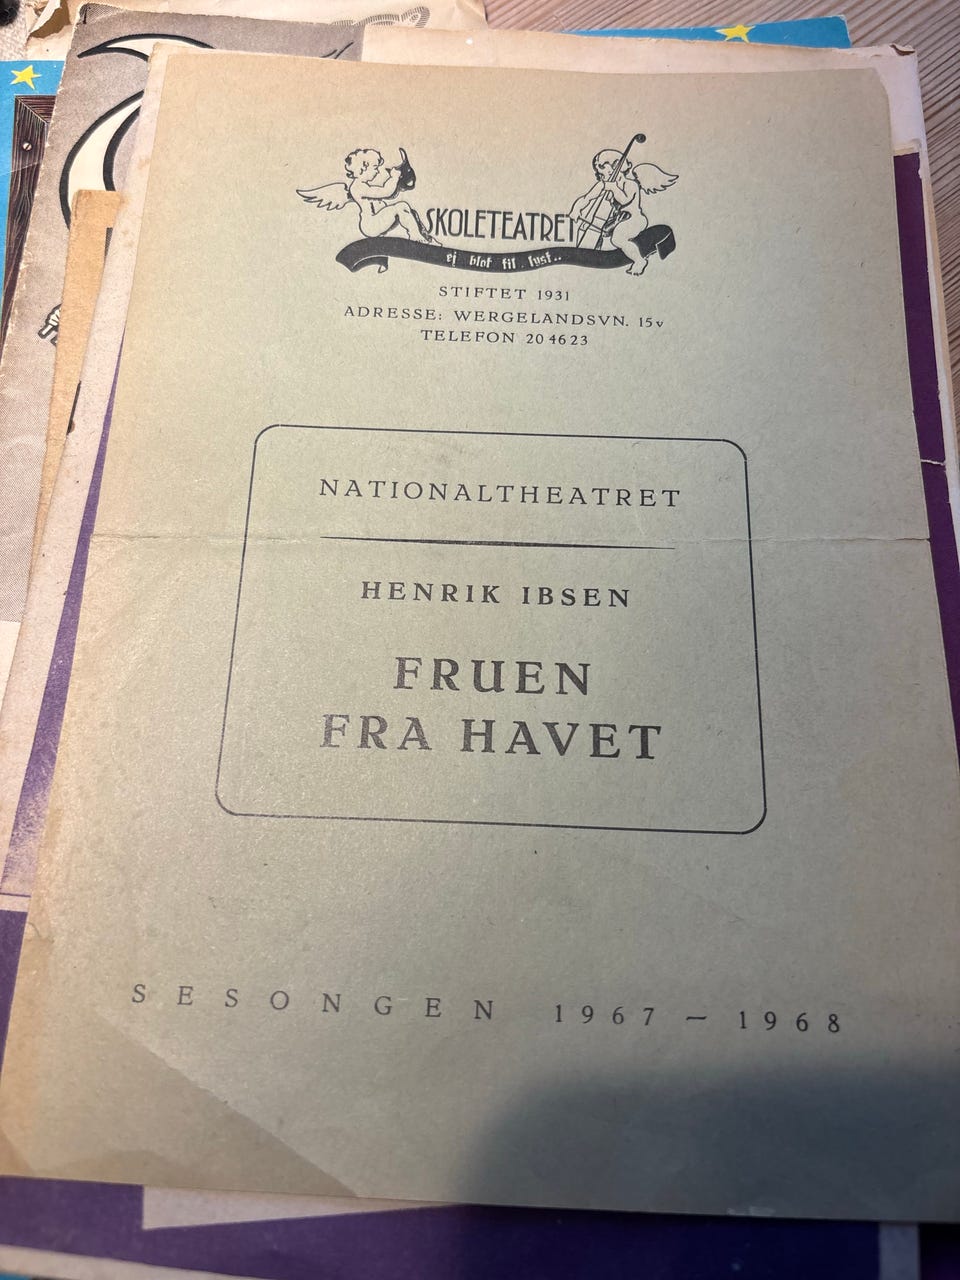 SKOLETEATRET
ej blot til lyst..
STIFTET 1931
ADRESSE: WERGELANDSVN. 15v
TELEFON 20 46 23
NATIONALTHEATRET
HENRIK IBSEN
FRUEN
FRA HAVET
SESONGEN 1967 – 1968